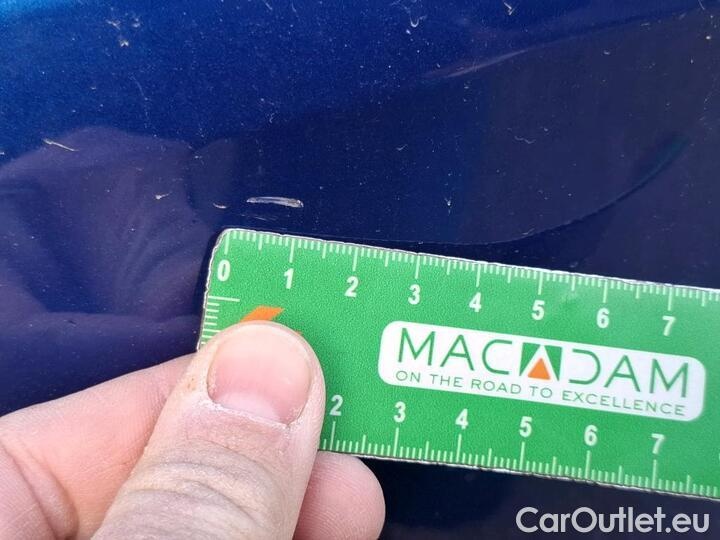 0 1 2 3 4 5 6 7
MACADAM
ON THE ROAD TO EXCELLENCE
2 3 4 5 6 7
CarOutlet.eu